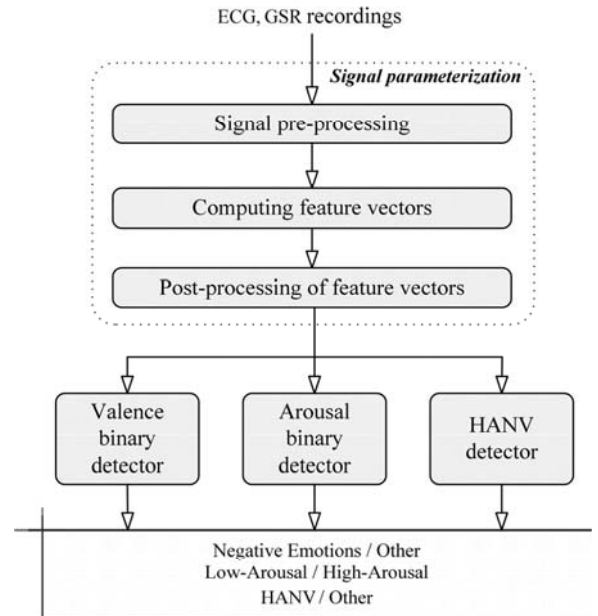 ECG, GSR recordings
Signal parameterization
Signal pre-processing
Computing feature vectors
Post-processing of feature vectors
Valence
binary
detector
Arousal
binary
detector
HANV
detector
Negative Emotions / Other
Low-Arousal / High-Arousal
HANV / Other